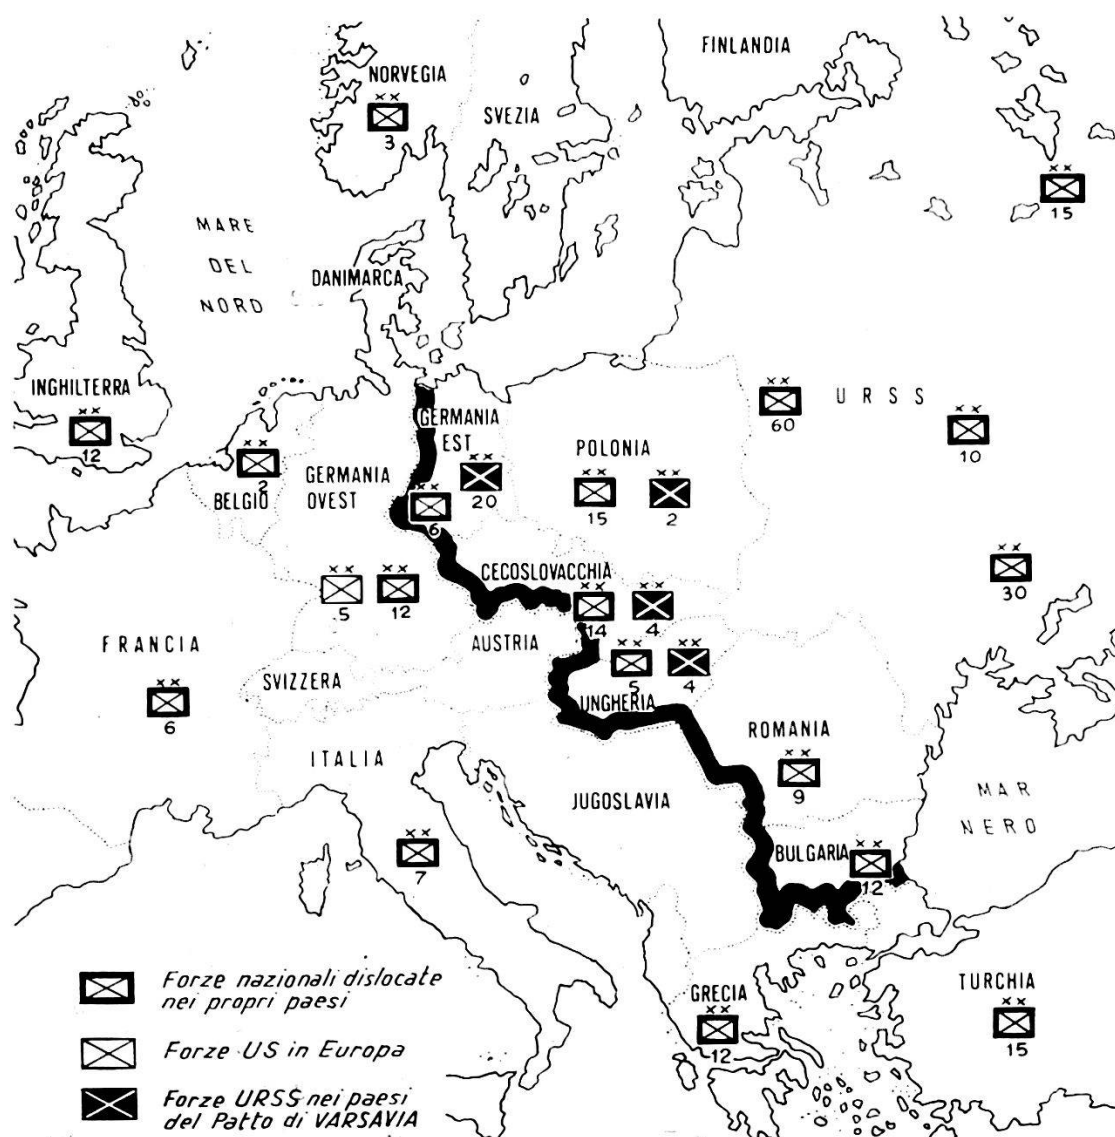 FINLANDIA
NORVEGIA
x x
3
SVEZIA
x x
15
MARE
DEL
NORD
DANIMARCA
INGHILTERRA
x x
12
x x
2
BELGIO
GERMANIA
OVEST
GERMANIA
EST
x x
20
x x
6
POLONIA
x x
15
x x
2
x x
60
URSS
x x
10
x x
30
x x
5
x x
12
CECOSLOVACCHIA
x x
14
x x
4
FRANCIA
x x
6
SVIZZERA
AUSTRIA
x x
5
x x
4
UNGHERIA
ITALIA
x x
7
JUGOSLAVIA
ROMANIA
x x
9
MAR
NERO
BULGARIA
x x
12
GRECIA
x x
12
TURCHIA
x x
15
Forze nazionali dislocate
nei propri paesi
Forze US in Europa
Forze URSS nei paesi
del Patto di VARSAVIA